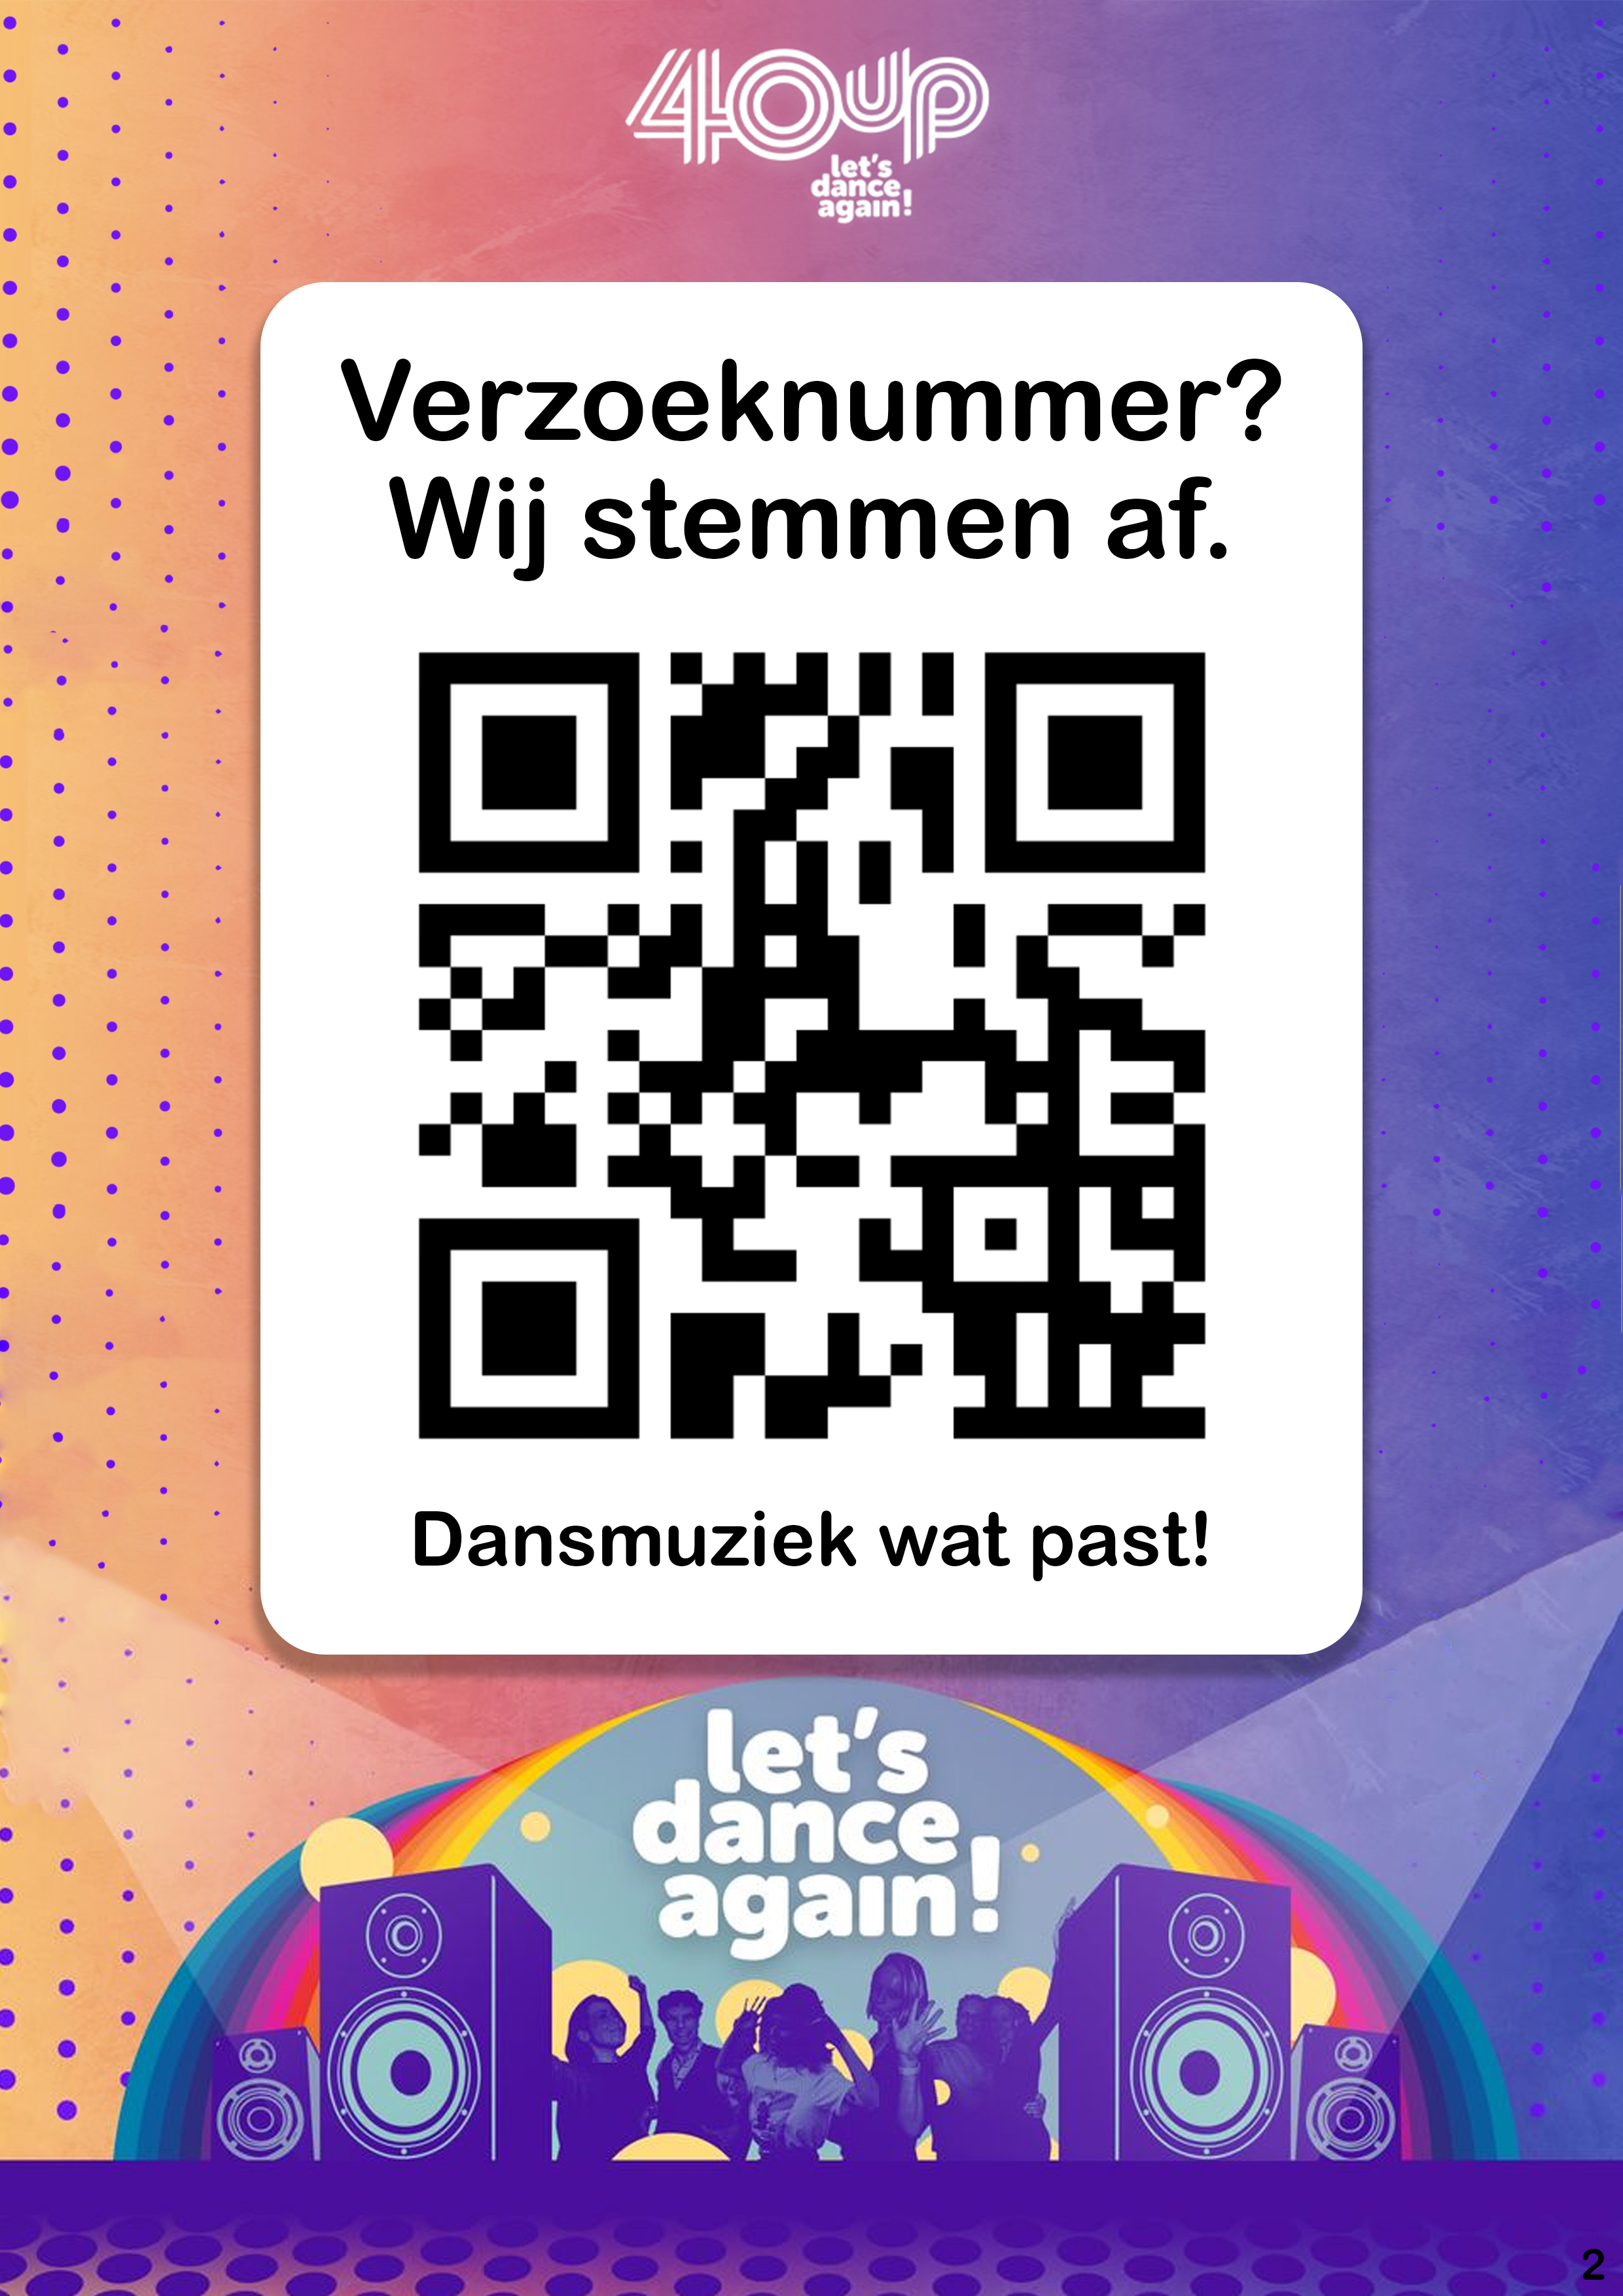 40up
let's
dance
again!
Verzoeknummer?
Wij stemmen af.
Dansmuziek wat past!
let's
dance
again!
2